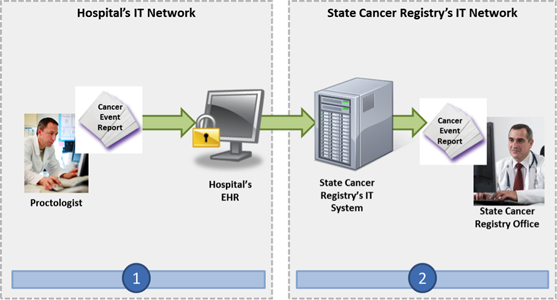 Hospital's IT Network
State Cancer Registry's IT Network
Cancer
Event
Report
Proctologist
Hospital's
EHR
State Cancer
Registry's IT
System
Cancer
Event
Report
State Cancer
Registry Office
1
2